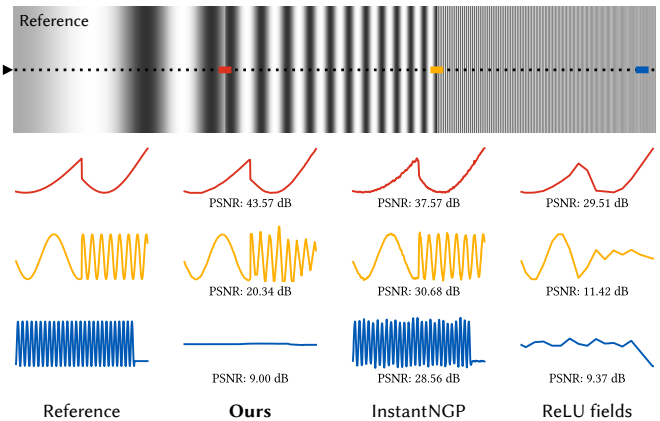 Reference
PSNR: 43.57 dB
PSNR: 37.57 dB
PSNR: 29.51 dB
PSNR: 20.34 dB
PSNR: 30.68 dB
PSNR: 11.42 dB
PSNR: 9.00 dB
PSNR: 28.56 dB
PSNR: 9.37 dB
Reference
Ours
InstantNGP
ReLU fields